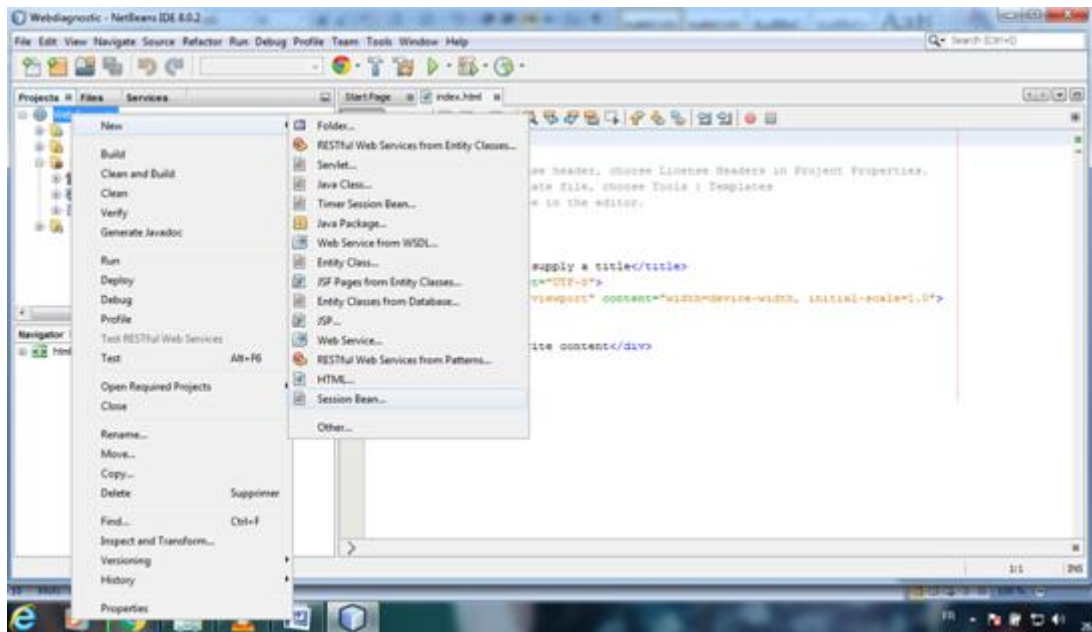 Webdiagnostic - NetBeans IDE 8.0.2
File Edit View Navigate Source Refactor Run Debug Profile Team Tools Window Help
Search (Ctrl+I)
Projects Files Services
Start Page index.html
New
Build
Clean and Build
Clean
Verify
Generate Javadoc
Run
Deploy
Debug
Profile
Test RESTful Web Services
Test Alt+F6
Open Required Projects
Close
Rename...
Move...
Copy...
Delete Supprimer
Find... Ctrl+F
Inspect and Transform...
Versioning
History
Properties
Folder...
RESTful Web Services from Entity Classes...
Servlet...
Java Class...
Timer Session Bean...
Java Package...
Web Service from WSDL...
Entity Class...
JSF Pages from Entity Classes...
Entity Classes from Database...
JSP...
Web Service...
RESTful Web Services from Patterns...
HTML...
Session Bean...
Other...
se header, choose License Headers in Project Properties.
ate file, choose Tools | Templates
e in the editor.
supply a title</title>
t="UTF-8">
viewport" content="width=device-width, initial-scale=1.0">
ite content</div>
Navigator
html
1:1 INS
FR